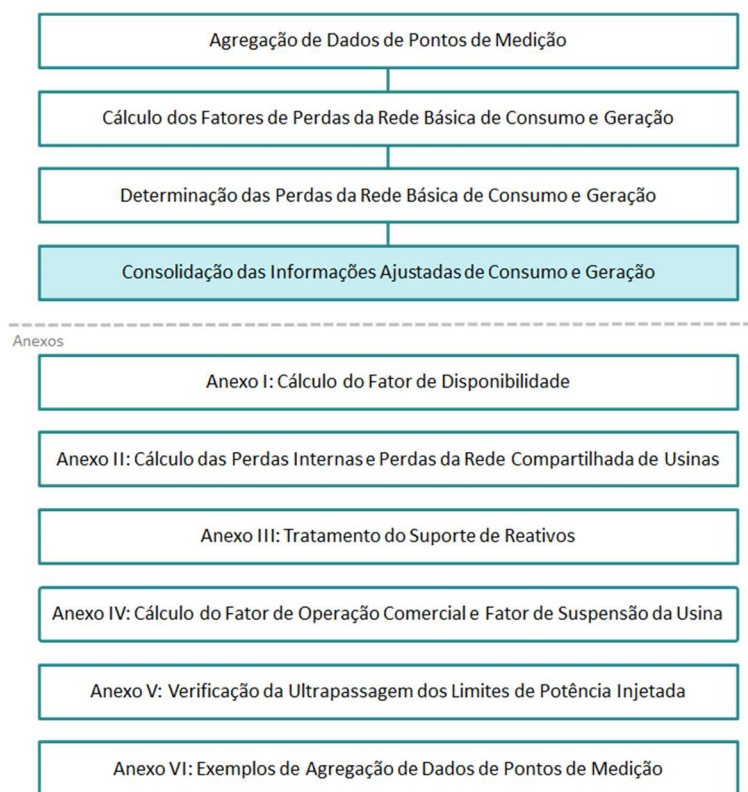 Agregação de Dados de Pontos de Medição
Cálculo dos Fatores de Perdas da Rede Básica de Consumo e Geração
Determinação das Perdas da Rede Básica de Consumo e Geração
Consolidação das Informações Ajustadas de Consumo e Geração
Anexos
Anexo I: Cálculo do Fator de Disponibilidade
Anexo II: Cálculo das Perdas Internas e Perdas da Rede Compartilhada de Usinas
Anexo III: Tratamento do Suporte de Reativos
Anexo IV: Cálculo do Fator de Operação Comercial e Fator de Suspensão da Usina
Anexo V: Verificação da Ultrapassagem dos Limites de Potência Injetada
Anexo VI: Exemplos de Agregação de Dados de Pontos de Medição